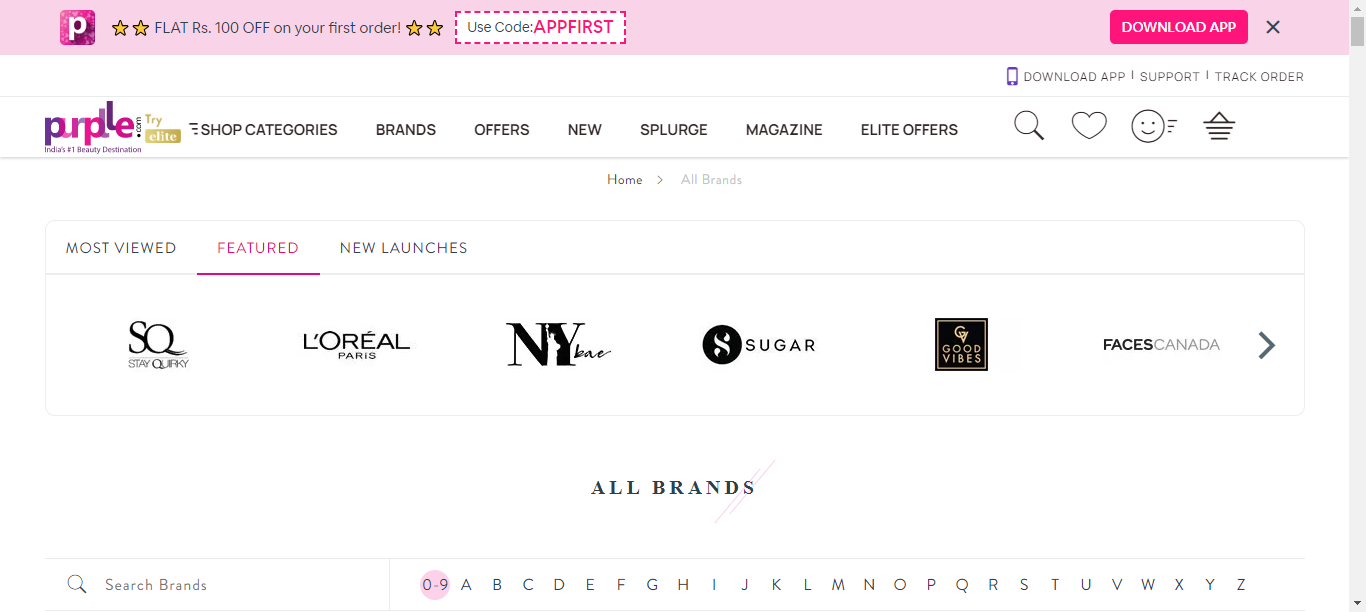 p ⭐⭐ FLAT Rs. 100 OFF on your first order! ⭐⭐ Use Code:APPFIRST DOWNLOAD APP
DOWNLOAD APP | SUPPORT | TRACK ORDER
purplle.com Try elite
India's #1 Beauty Destination
SHOP CATEGORIES BRANDS OFFERS NEW SPLURGE MAGAZINE ELITE OFFERS
Home > All Brands
MOST VIEWED FEATURED NEW LAUNCHES
SQ
STAY QUIRKY
L'ORÉAL
PARIS
NY bae
SUGAR
GV
GOOD
VIBES
FACESCANADA
ALL BRANDS
Search Brands
0-9 A B C D E F G H I J K L M N O P Q R S T U V W X Y Z